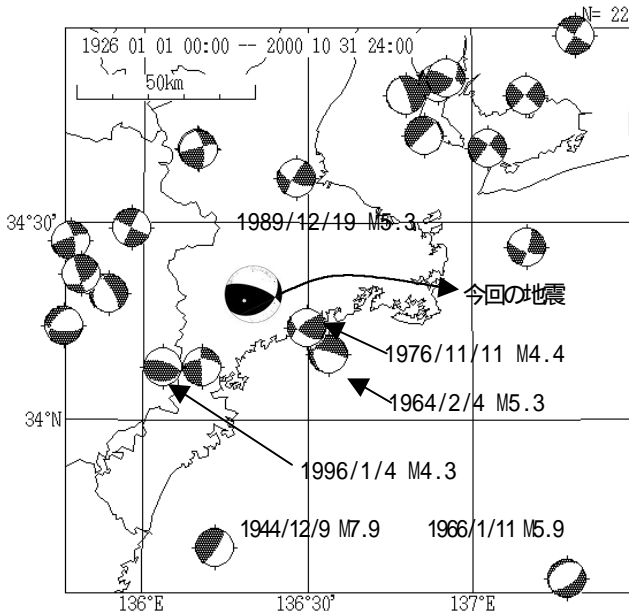 N= 22
1926 01 01 00:00 -- 2000 10 31 24:00
50km
34°30'
1989/12/19 M5.3
今回の地震
1976/11/11 M4.4
1964/2/4 M5.3
34°N
1996/1/4 M4.3
1944/12/9 M7.9
1966/1/11 M5.9
136°E
136°30'
137°E